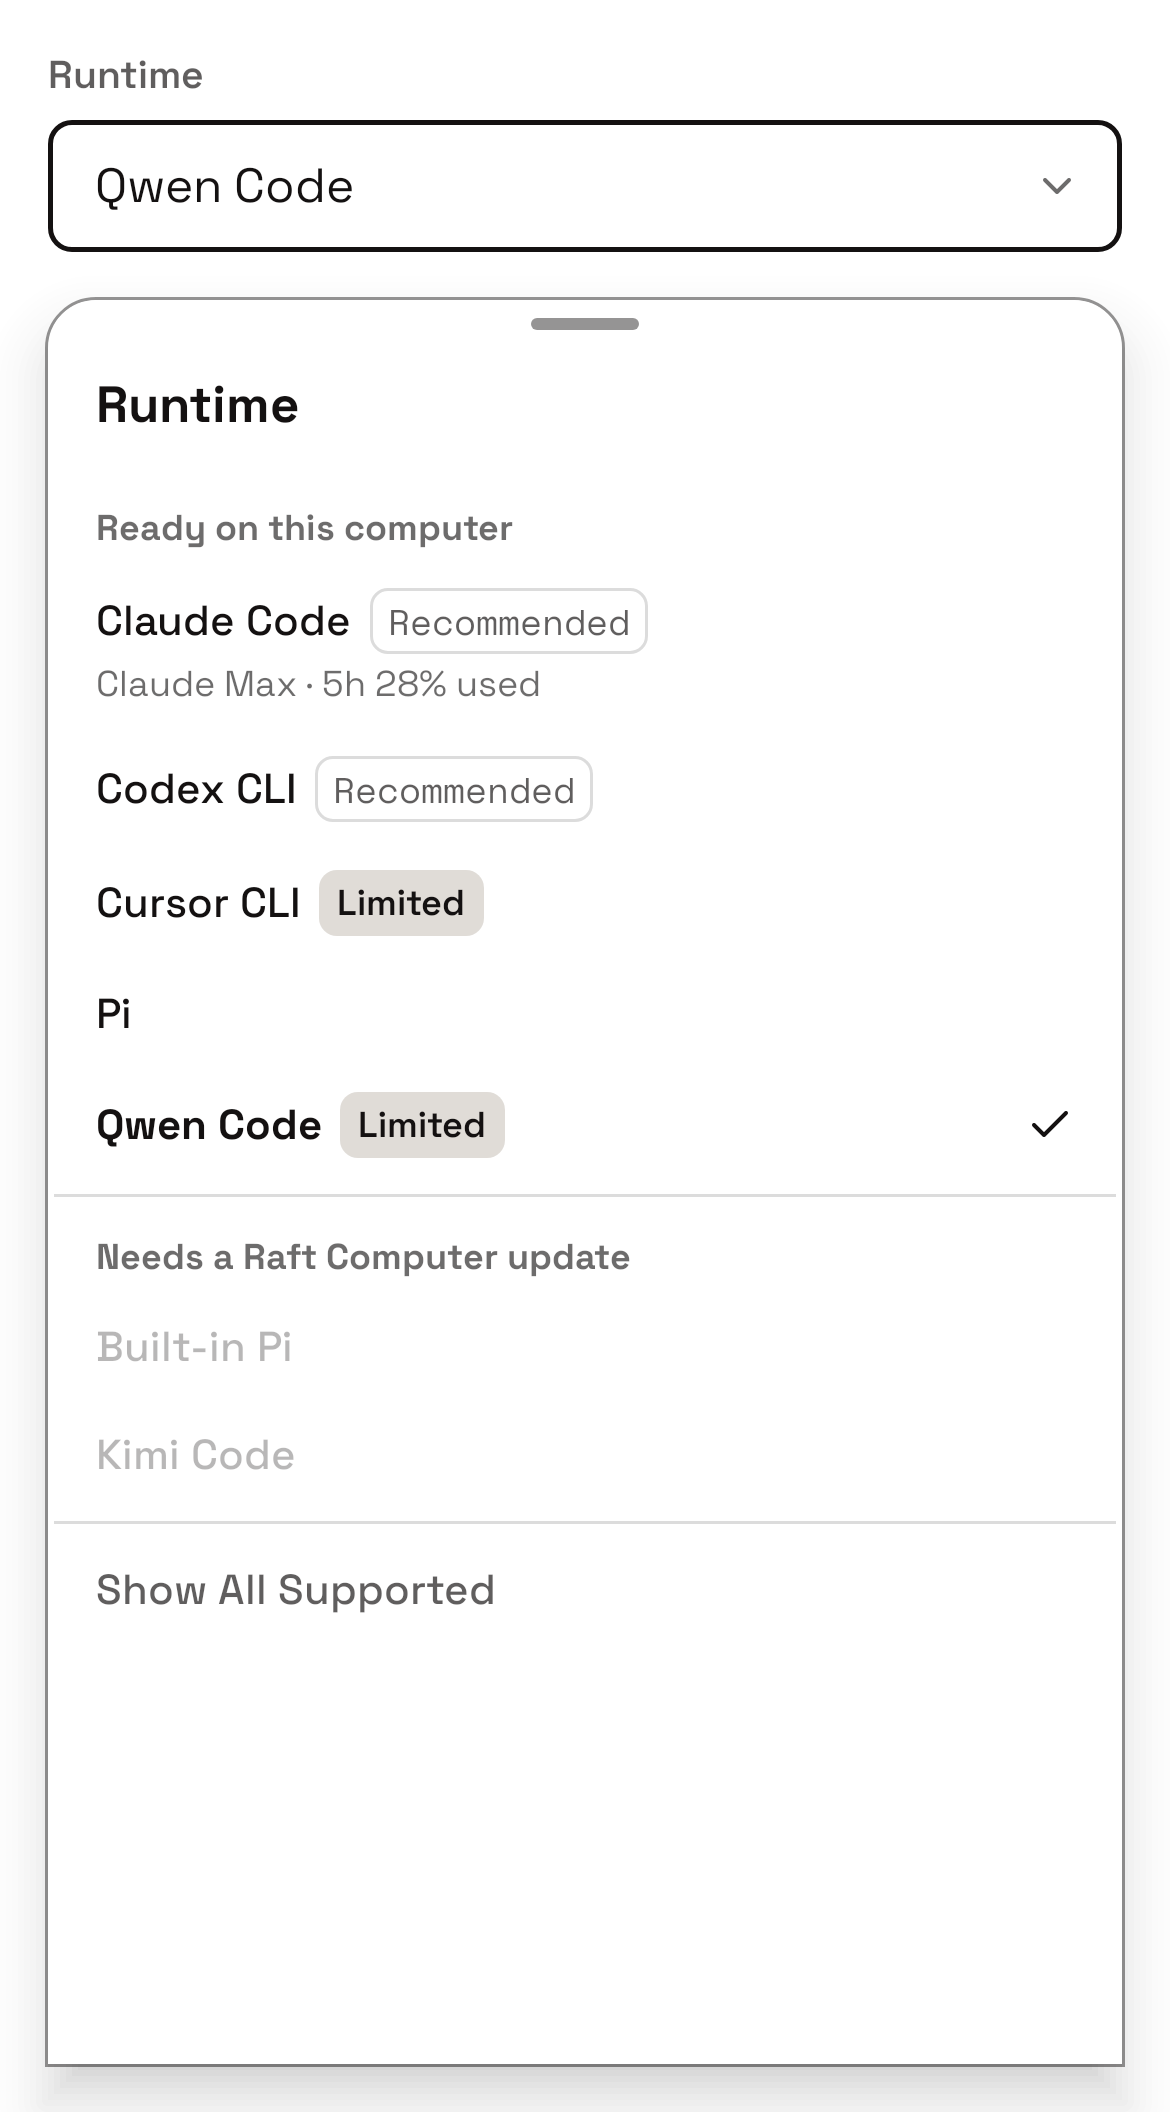 Runtime
Qwen Code
Runtime
Ready on this computer
Claude Code Recommended
Claude Max · 5h 28% used
Codex CLI Recommended
Cursor CLI Limited
Pi
Qwen Code Limited
Needs a Raft Computer update
Built-in Pi
Kimi Code
Show All Supported